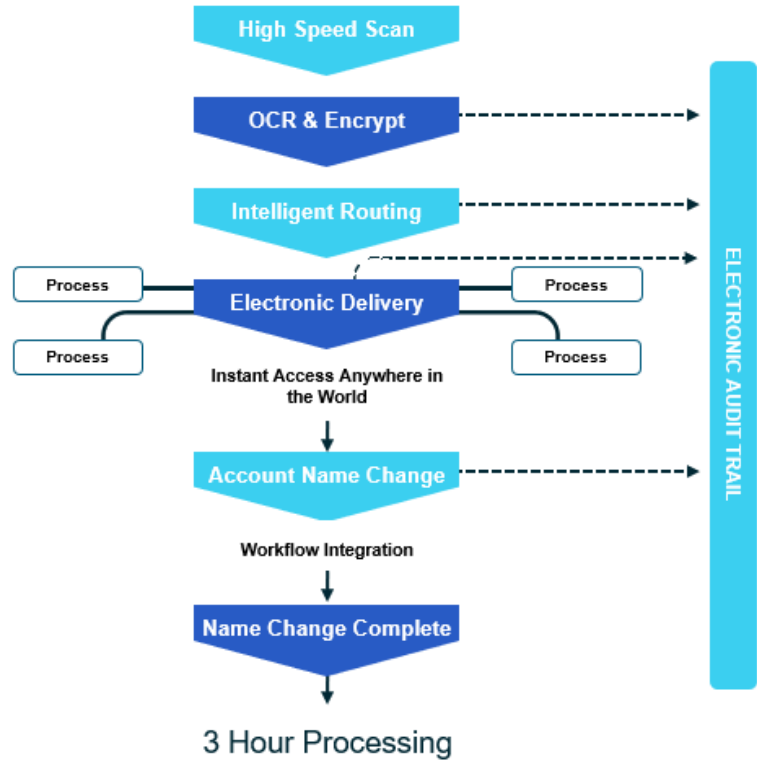 High Speed Scan
OCR & Encrypt
Intelligent Routing
Process
Electronic Delivery
Process
Process
Process
Instant Access Anywhere in
the World
Account Name Change
Workflow Integration
Name Change Complete
3 Hour Processing
ELECTRONIC AUDIT TRAIL